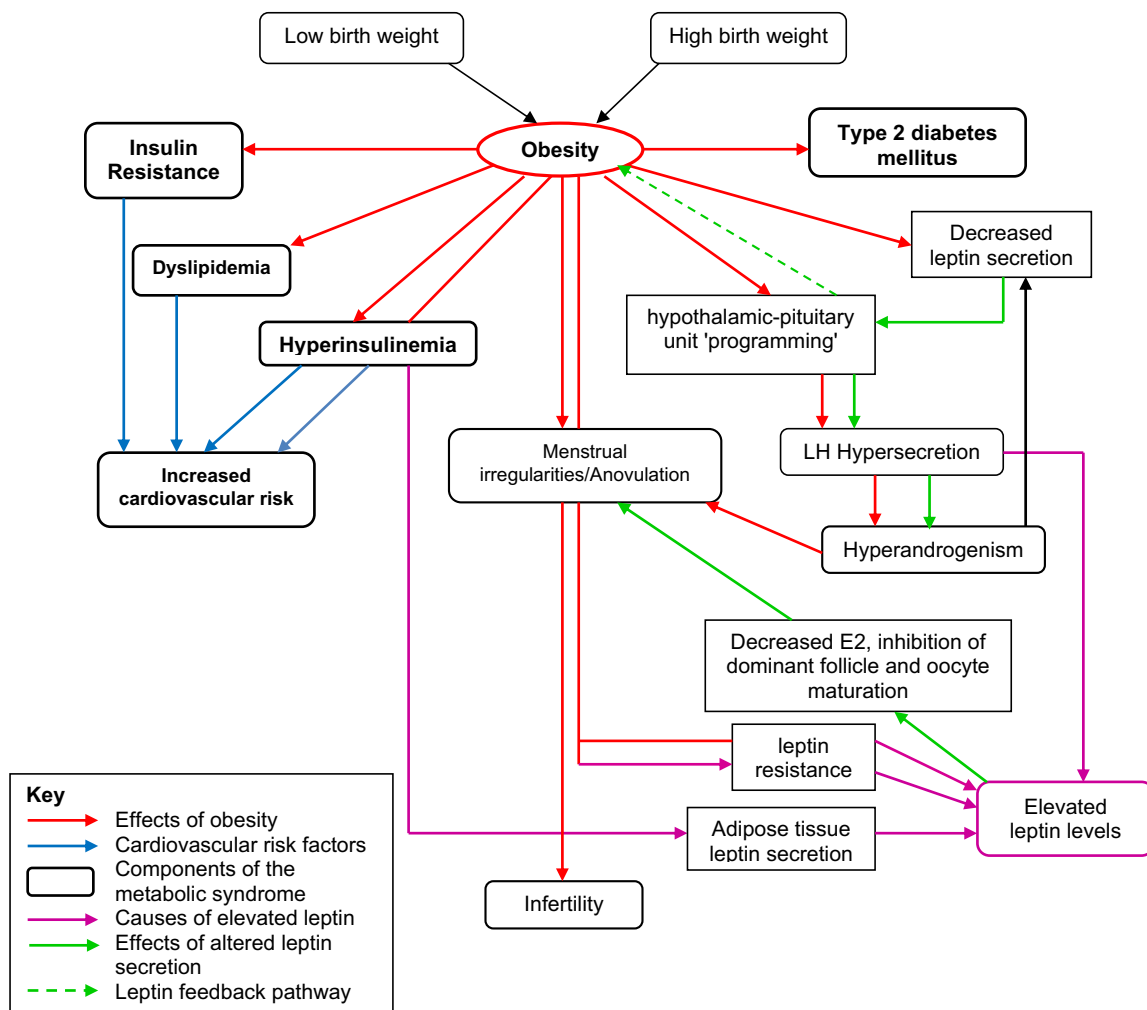 Low birth weight
High birth weight
Obesity
Insulin
Resistance
Type 2 diabetes
mellitus
Dyslipidemia
Decreased
leptin secretion
hypothalamic-pituitary
unit 'programming'
Hyperinsulinemia
Menstrual
irregularities/Anovulation
LH Hypersecretion
Increased
cardiovascular risk
Hyperandrogenism
Decreased E2, inhibition of
dominant follicle and oocyte
maturation
leptin
resistance
Elevated
leptin levels
Adipose tissue
leptin secretion
Infertility
Key
Effects of obesity
Cardiovascular risk factors
Components of the
metabolic syndrome
Causes of elevated leptin
Effects of altered leptin
secretion
Leptin feedback pathway